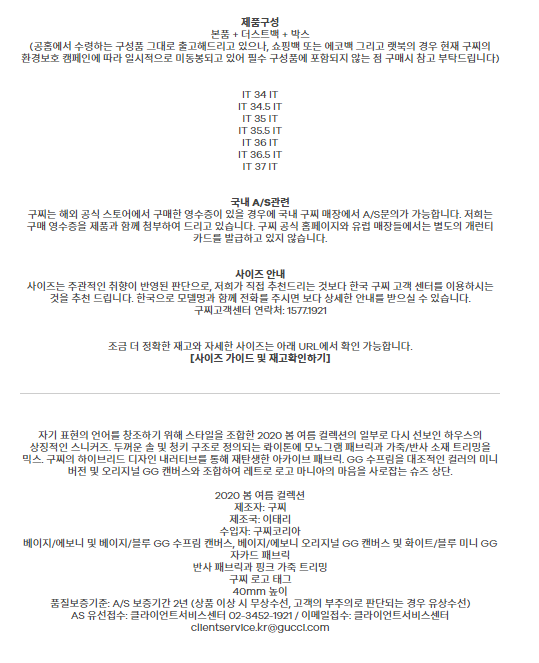 제품구성
본품 + 더스트백 + 박스
(공홈에서 수령하는 구성품 그대로 출고해드리고 있으나, 쇼핑백 또는 에코백 그리고 랫북의 경우 현재 구찌의
환경보호 캠페인에 따라 일시적으로 미동봉되고 있어 필수 구성품에 포함되지 않는 점 구매시 참고 부탁드립니다)
IT 34 IT
IT 34.5 IT
IT 35 IT
IT 35.5 IT
IT 36 IT
IT 36.5 IT
IT 37 IT
국내 A/S관련
구찌는 해외 공식 스토어에서 구매한 영수증이 있을 경우에 국내 구찌 매장에서 A/S문의가 가능합니다. 저희는
구매 영수증을 제품과 함께 첨부하여 드리고 있습니다. 구찌 공식 홈페이지와 유럽 매장들에서는 별도의 개런티
카드를 발급하고 있지 않습니다.
사이즈 안내
사이즈는 주관적인 취향이 반영된 판단으로, 저희가 직접 추천드리는 것보다 한국 구찌 고객 센터를 이용하시는
것을 추천 드립니다. 한국으로 모델명과 함께 전화를 주시면 보다 상세한 안내를 받으실 수 있습니다.
구찌고객센터 연락처: 1577.1921
조금 더 정확한 재고와 자세한 사이즈는 아래 URL에서 확인 가능합니다.
[사이즈 가이드 및 재고확인하기]
자기 표현의 언어를 창조하기 위해 스타일을 조합한 2020 봄 여름 컬렉션의 일부로 다시 선보인 하우스의
상징적인 스니커즈. 두꺼운 솔 및 청키 구조로 정의되는 롸이톤에 모노그램 패브릭과 가죽/반사 소재 트리밍을
믹스. 구찌의 하이브리드 디자인 내러티브를 통해 재탄생한 아카이브 패브릭. GG 수프림을 대조적인 컬러의 미니
버전 및 오리지널 GG 캔버스와 조합하여 레트로 로고 마니아의 마음을 사로잡는 슈즈 상단.
2020 봄 여름 컬렉션
제조자: 구찌
제조국: 이태리
수입자: 구찌코리아
베이지/에보니 및 베이지/블루 GG 수프림 캔버스, 베이지/에보니 오리지널 GG 캔버스 및 화이트/블루 미니 GG
자카드 패브릭
반사 패브릭과 핑크 가죽 트리밍
구찌 로고 태그
40mm 높이
품질보증기준: A/S 보증기간 2년 (상품 이상 시 무상수선, 고객의 부주의로 판단되는 경우 유상수선)
AS 유선접수: 클라이언트서비스센터 02-3452-1921 / 이메일접수: 클라이언트서비스센터
clientservice.kr@gucci.com